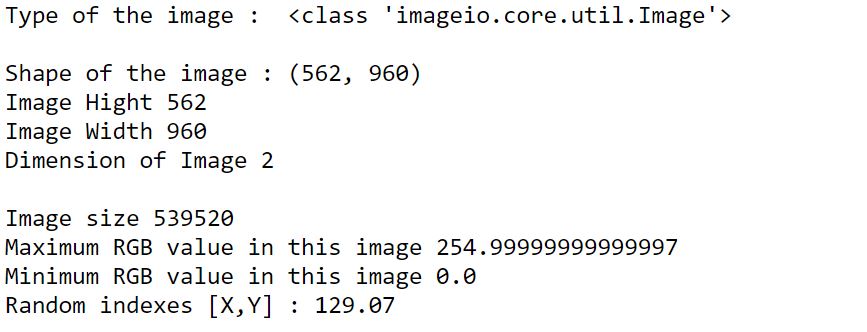 Type of the image :  <class 'imageio.core.util.Image'>
Shape of the image : (562, 960)
Image Hight 562
Image Width 960
Dimension of Image 2
Image size 539520
Maximum RGB value in this image 254.99999999999997
Minimum RGB value in this image 0.0
Random indexes [X,Y] : 129.07